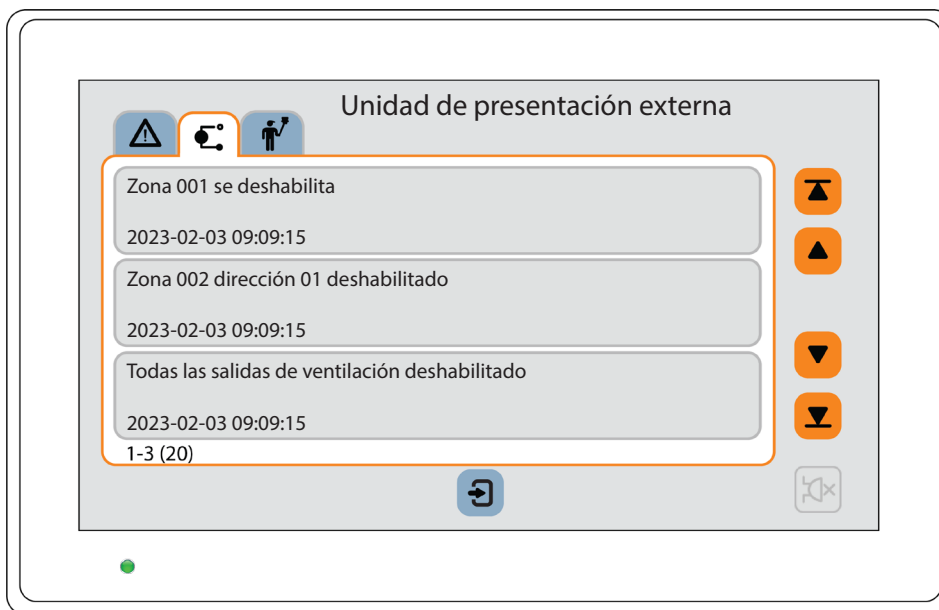 Unidad de presentación externa
Zona 001 se deshabilita
2023-02-03 09:09:15
Zona 002 dirección 01 deshabilitado
2023-02-03 09:09:15
Todas las salidas de ventilación deshabilitado
2023-02-03 09:09:15
1-3 (20)